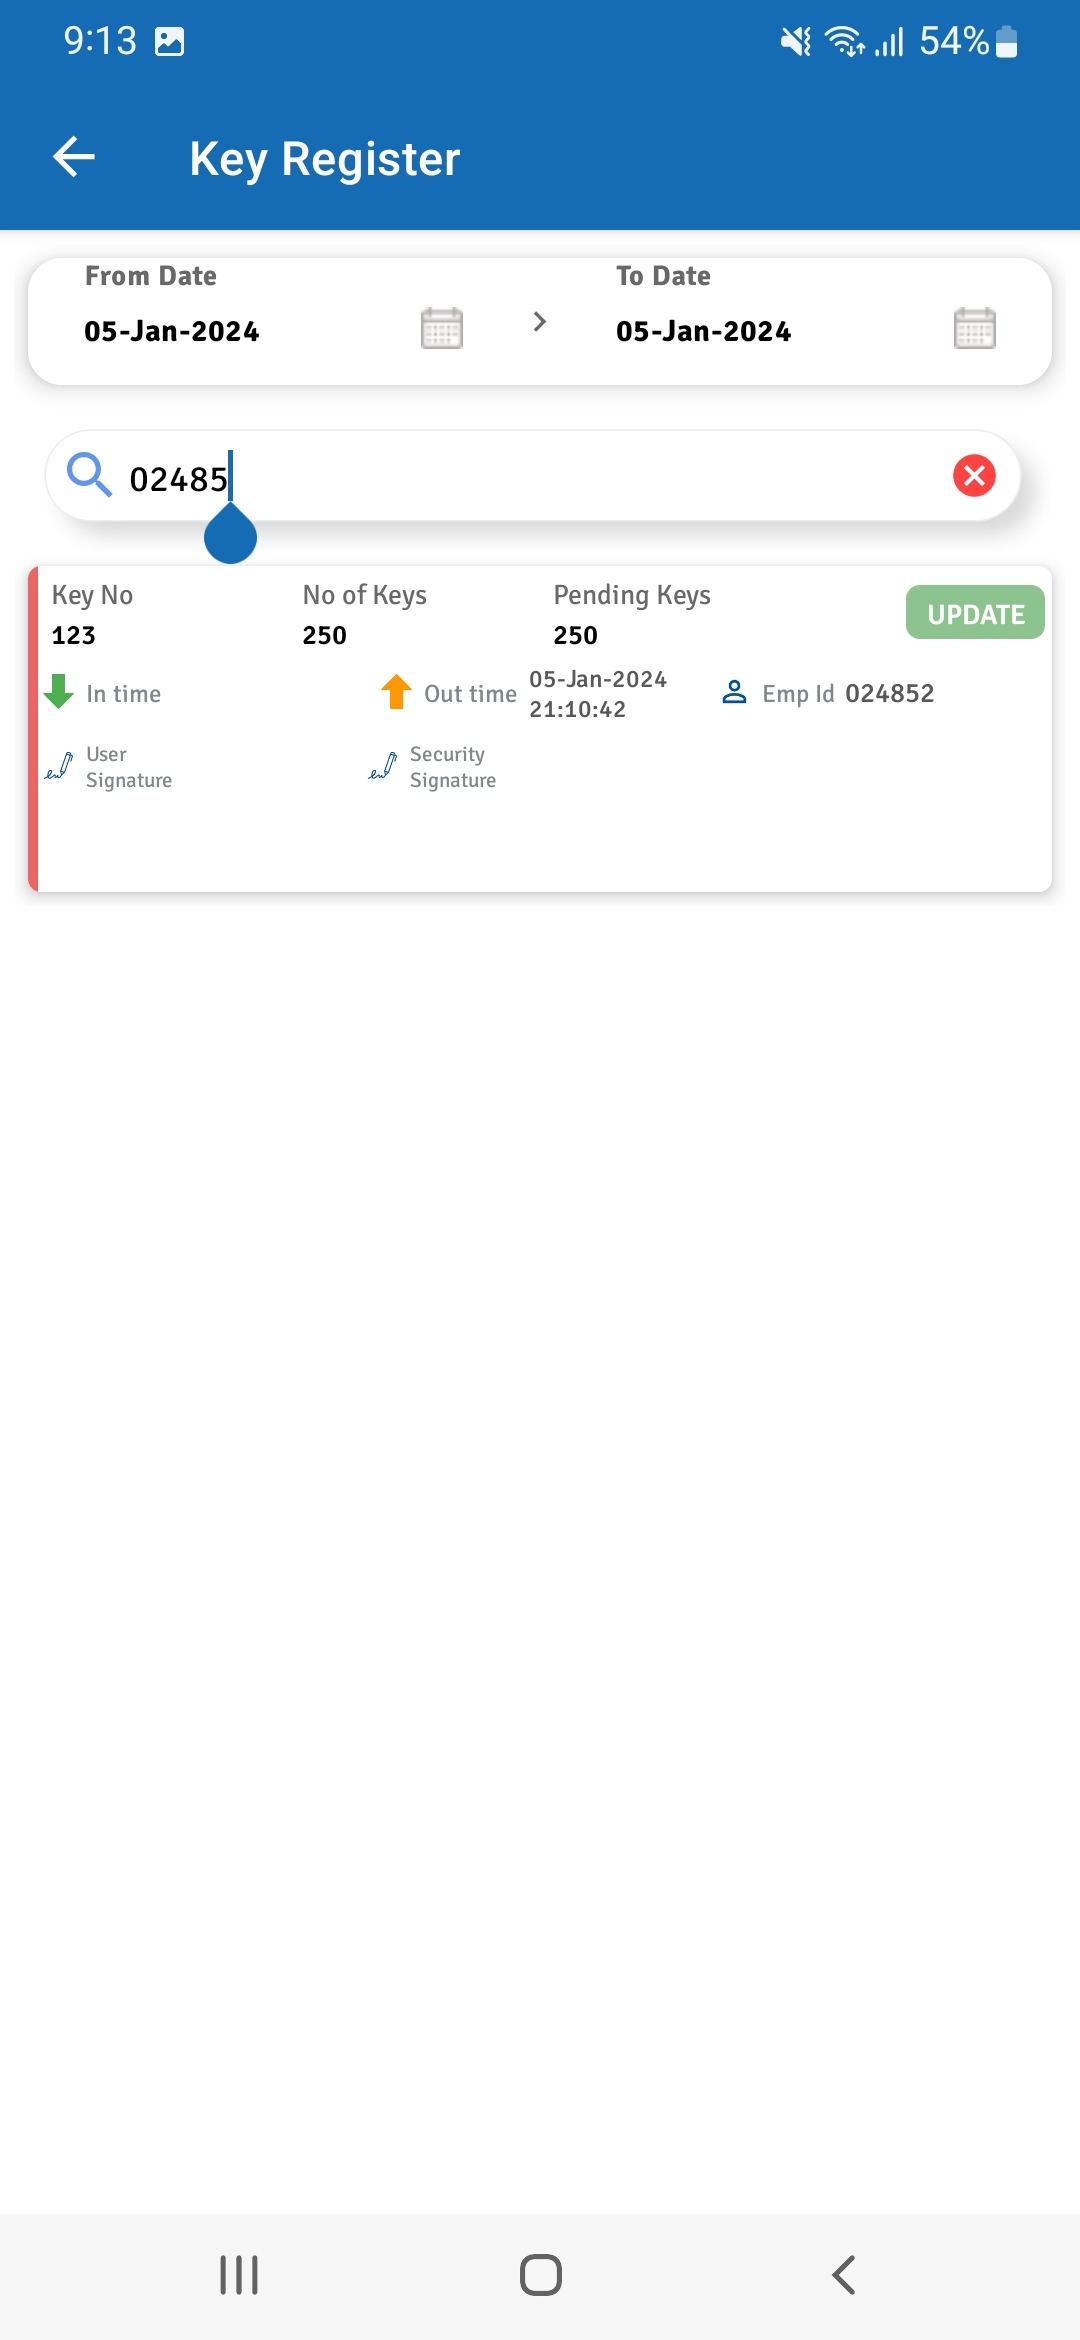 9:13 54%
Key Register
From Date To Date
05-Jan-2024 05-Jan-2024
02485
Key No No of Keys Pending Keys UPDATE
123 250 250
In time Out time 05-Jan-2024 21:10:42 Emp Id 024852
User Signature Security Signature